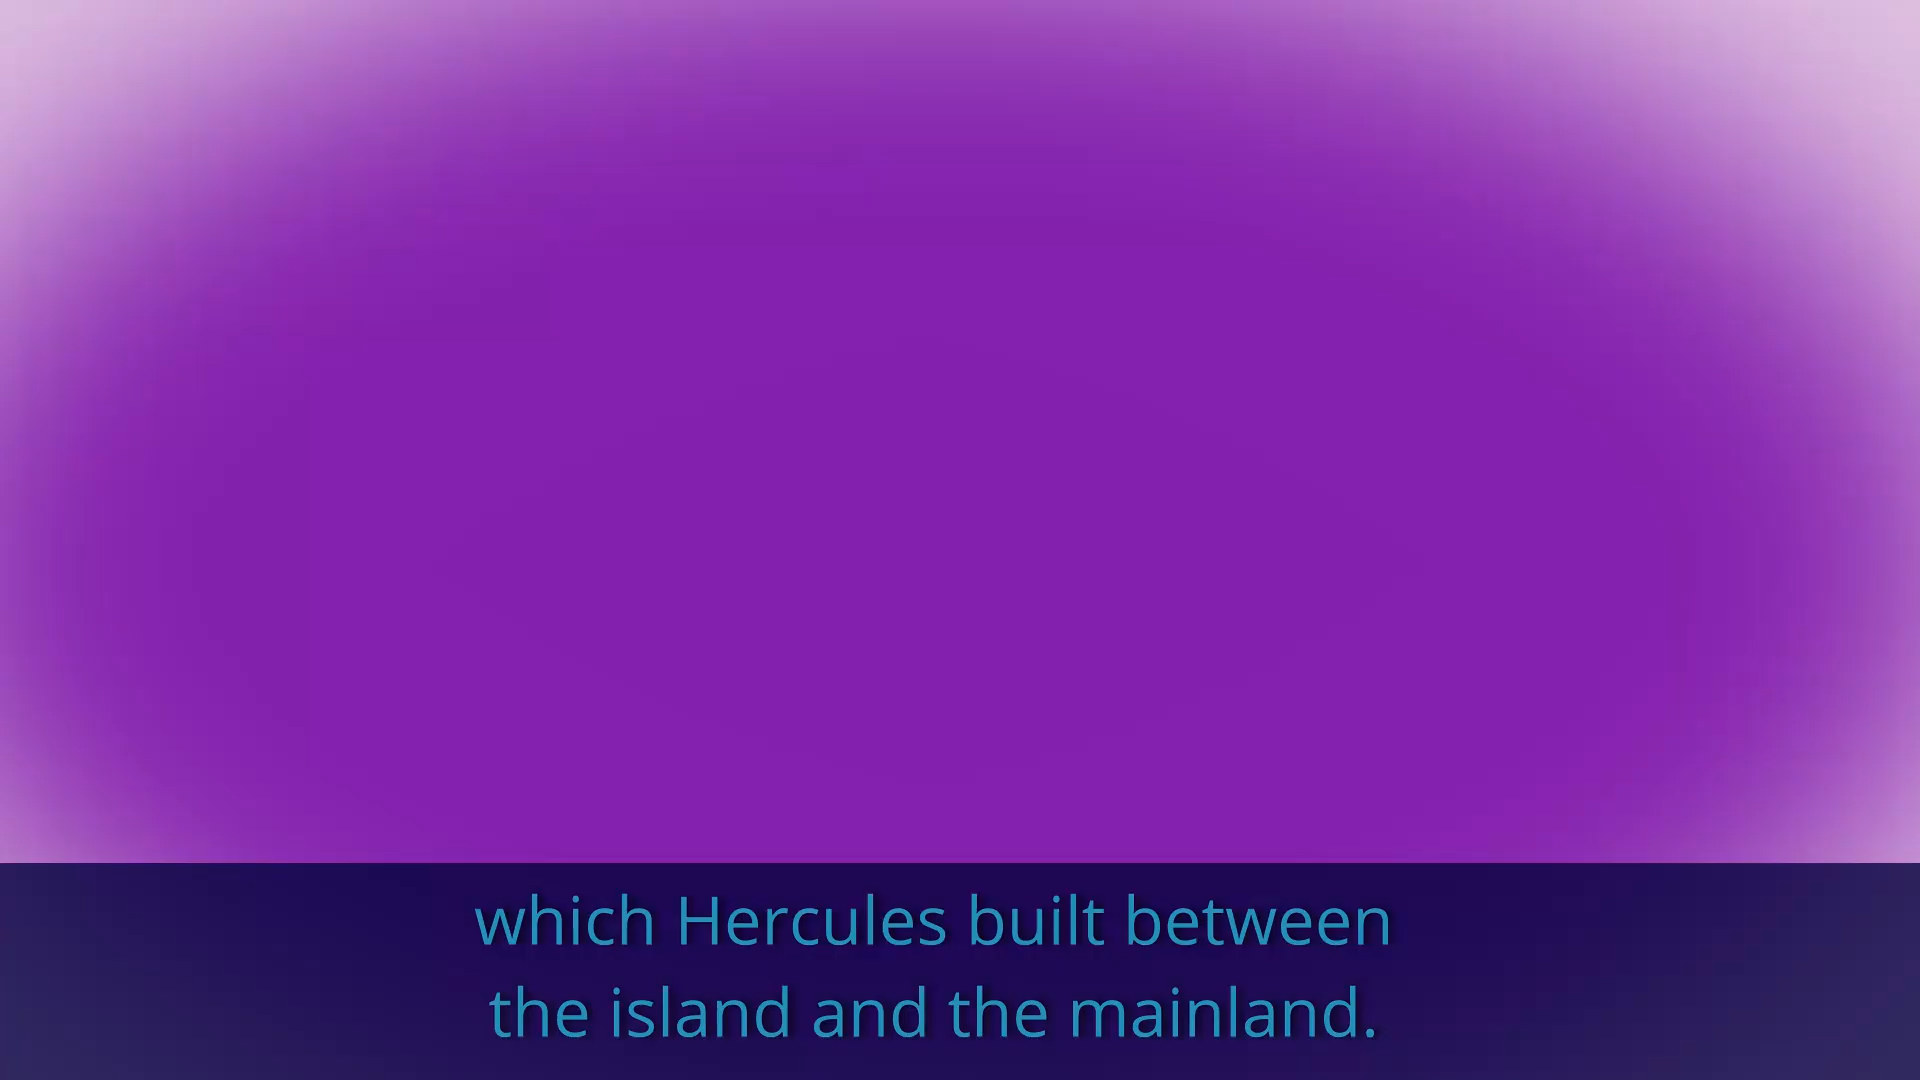 which Hercules built between
the island and the mainland.